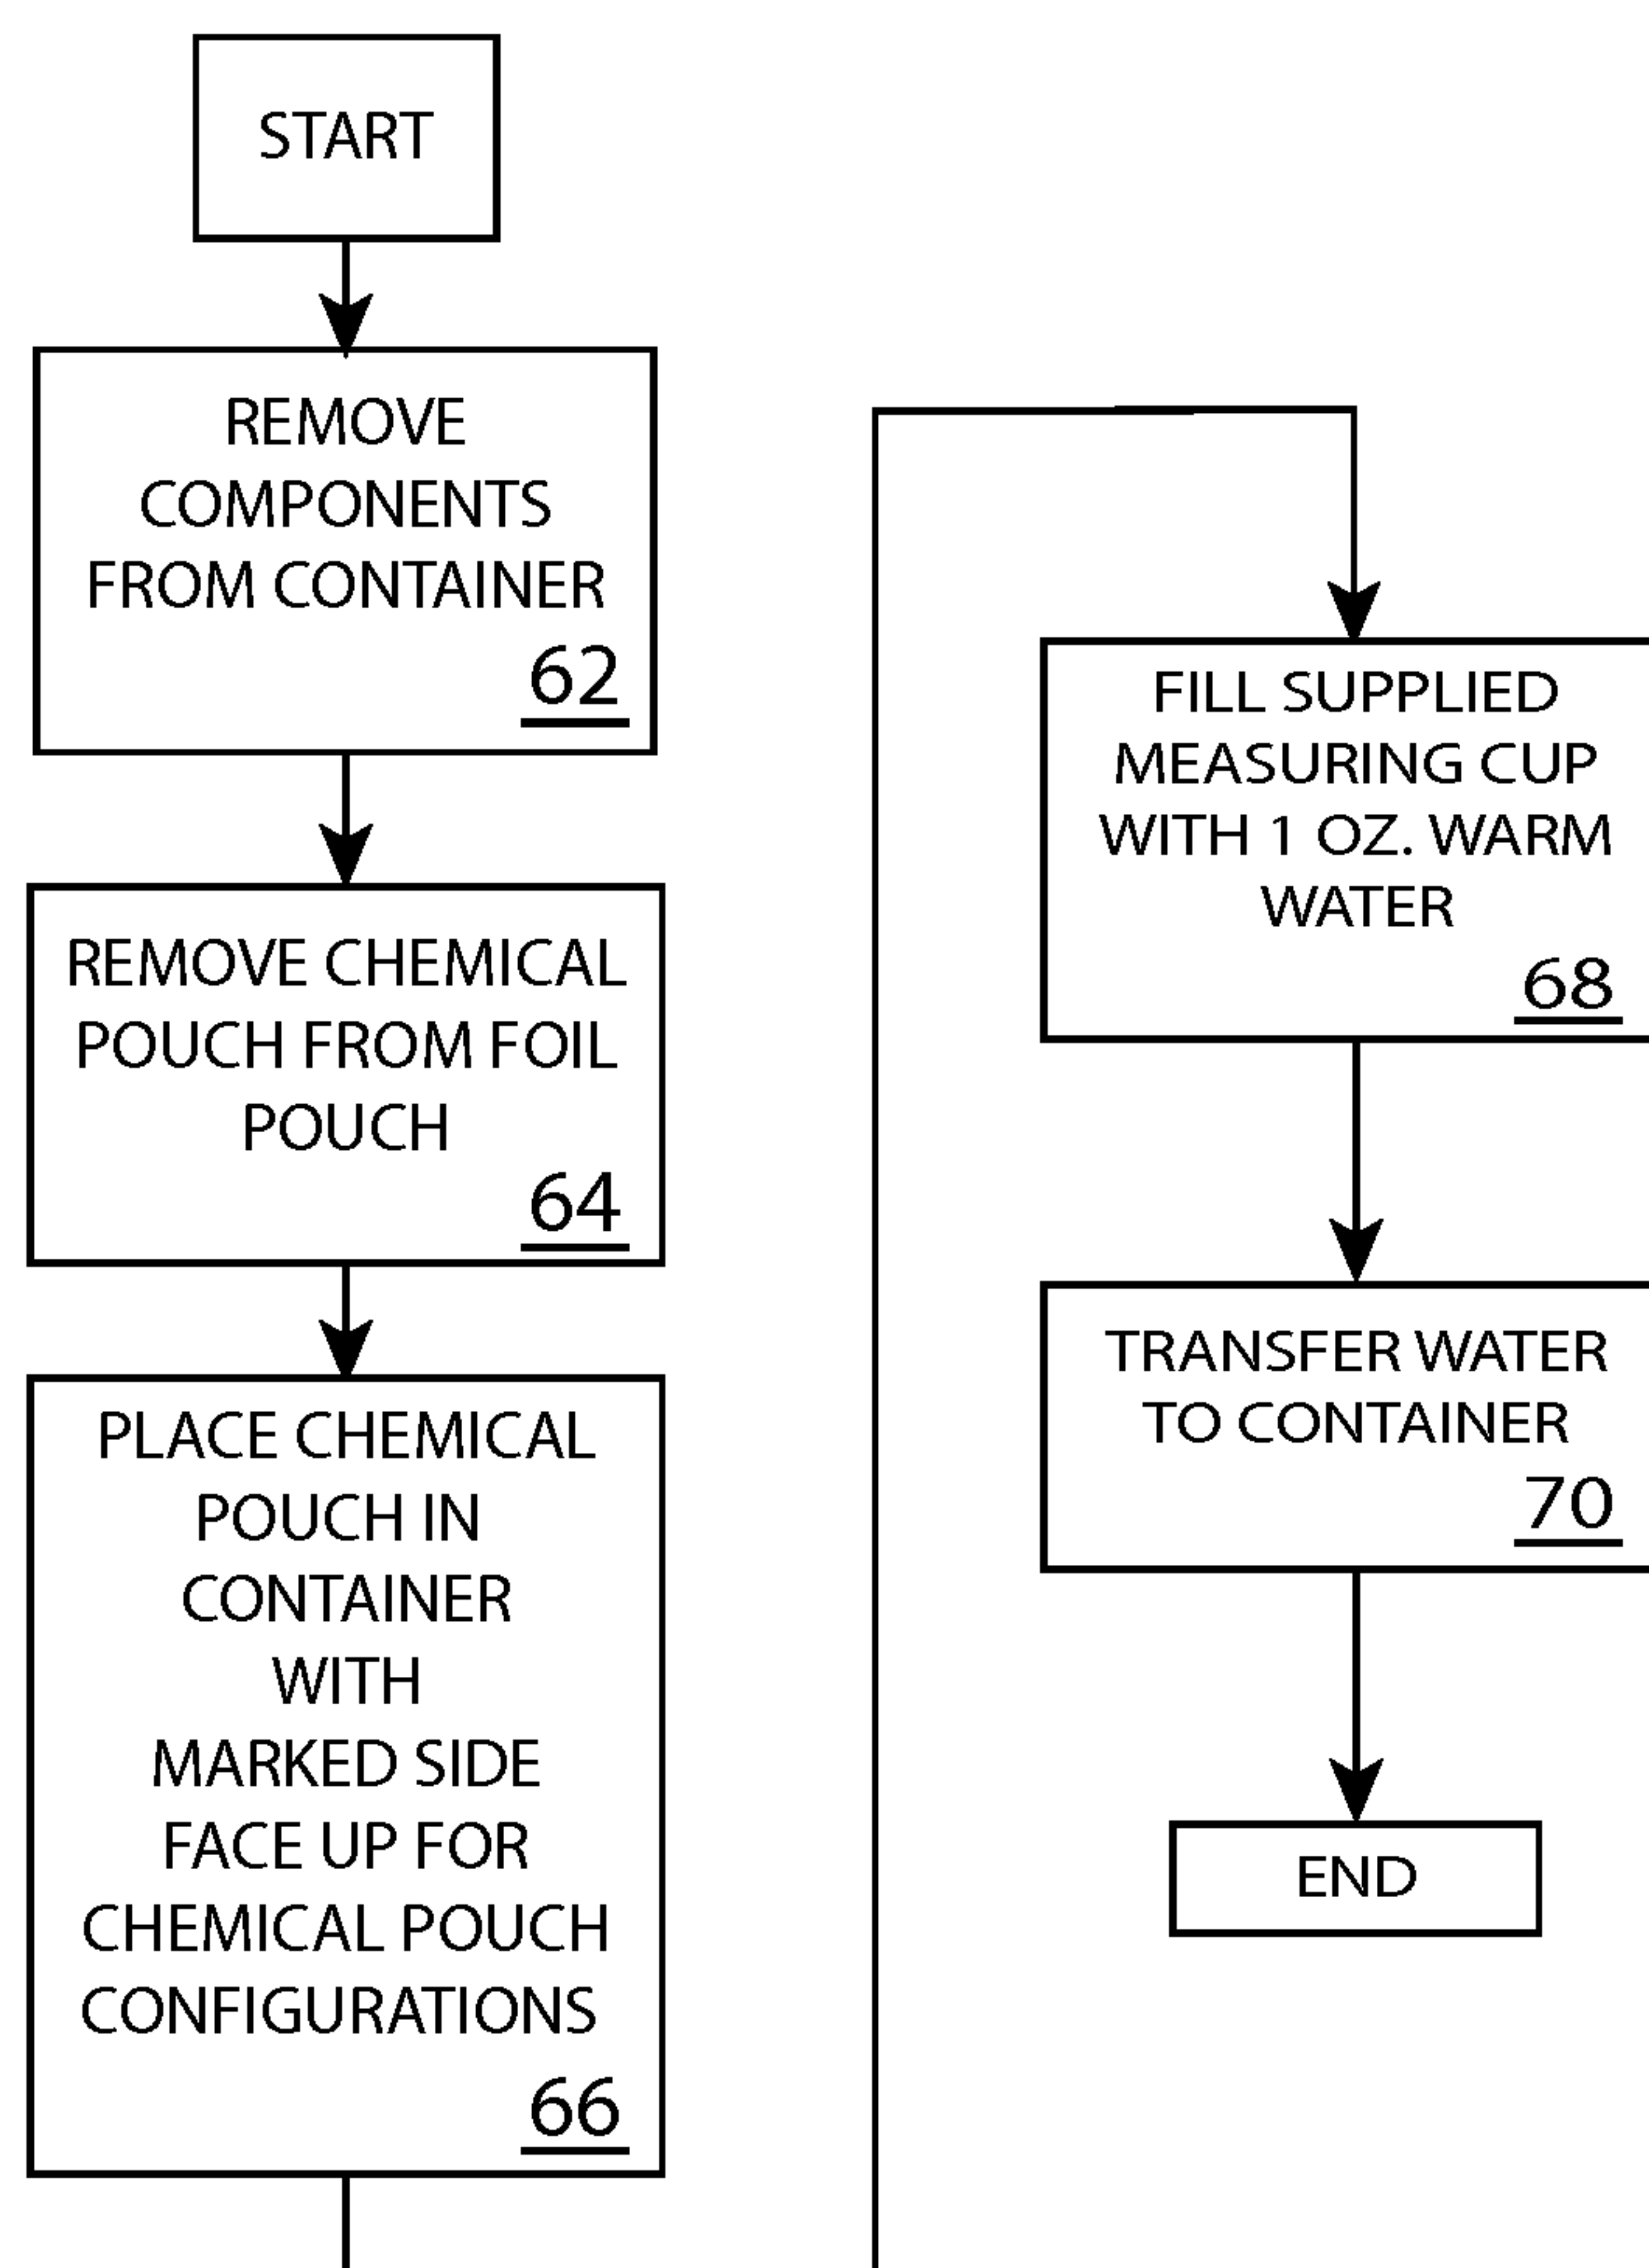 START
REMOVE
COMPONENTS
FROM CONTAINER
62
REMOVE CHEMICAL
POUCH FROM FOIL
POUCH
64
PLACE CHEMICAL
POUCH IN
CONTAINER
WITH
MARKED SIDE
FACE UP FOR
CHEMICAL POUCH
CONFIGURATIONS
66
FILL SUPPLIED
MEASURING CUP
WITH 1 OZ. WARM
WATER
68
TRANSFER WATER
TO CONTAINER
70
END